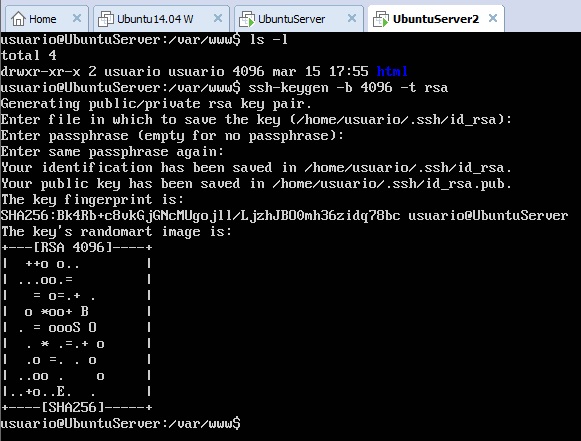 Home Ubuntu14.04 W UbuntuServer UbuntuServer2
usuario@UbuntuServer:/var/www$ ls -l
total 4
drwxr-xr-x 2 usuario usuario 4096 mar 15 17:55 html
usuario@UbuntuServer:/var/www$ ssh-keygen -b 4096 -t rsa
Generating public/private rsa key pair.
Enter file in which to save the key (/home/usuario/.ssh/id_rsa):
Enter passphrase (empty for no passphrase):
Enter same passphrase again:
Your identification has been saved in /home/usuario/.ssh/id_rsa.
Your public key has been saved in /home/usuario/.ssh/id_rsa.pub.
The key fingerprint is:
SHA256:Bk4Rb+c8vkGjGNcMUgojll/LjzhJBO0mh36zidq78bc usuario@UbuntuServer
The key's randomart image is:
+---[RSA 4096]----+
|  ++o o..        |
| ...oo.=         |
|   = o=.+ .      |
|  o *oo+ B       |
| . = oooS O      |
|  . * .=.+ o     |
|  .o =. . o      |
| ..oo .    o     |
|..+o..E.  .      |
+----[SHA256]-----+
usuario@UbuntuServer:/var/www$